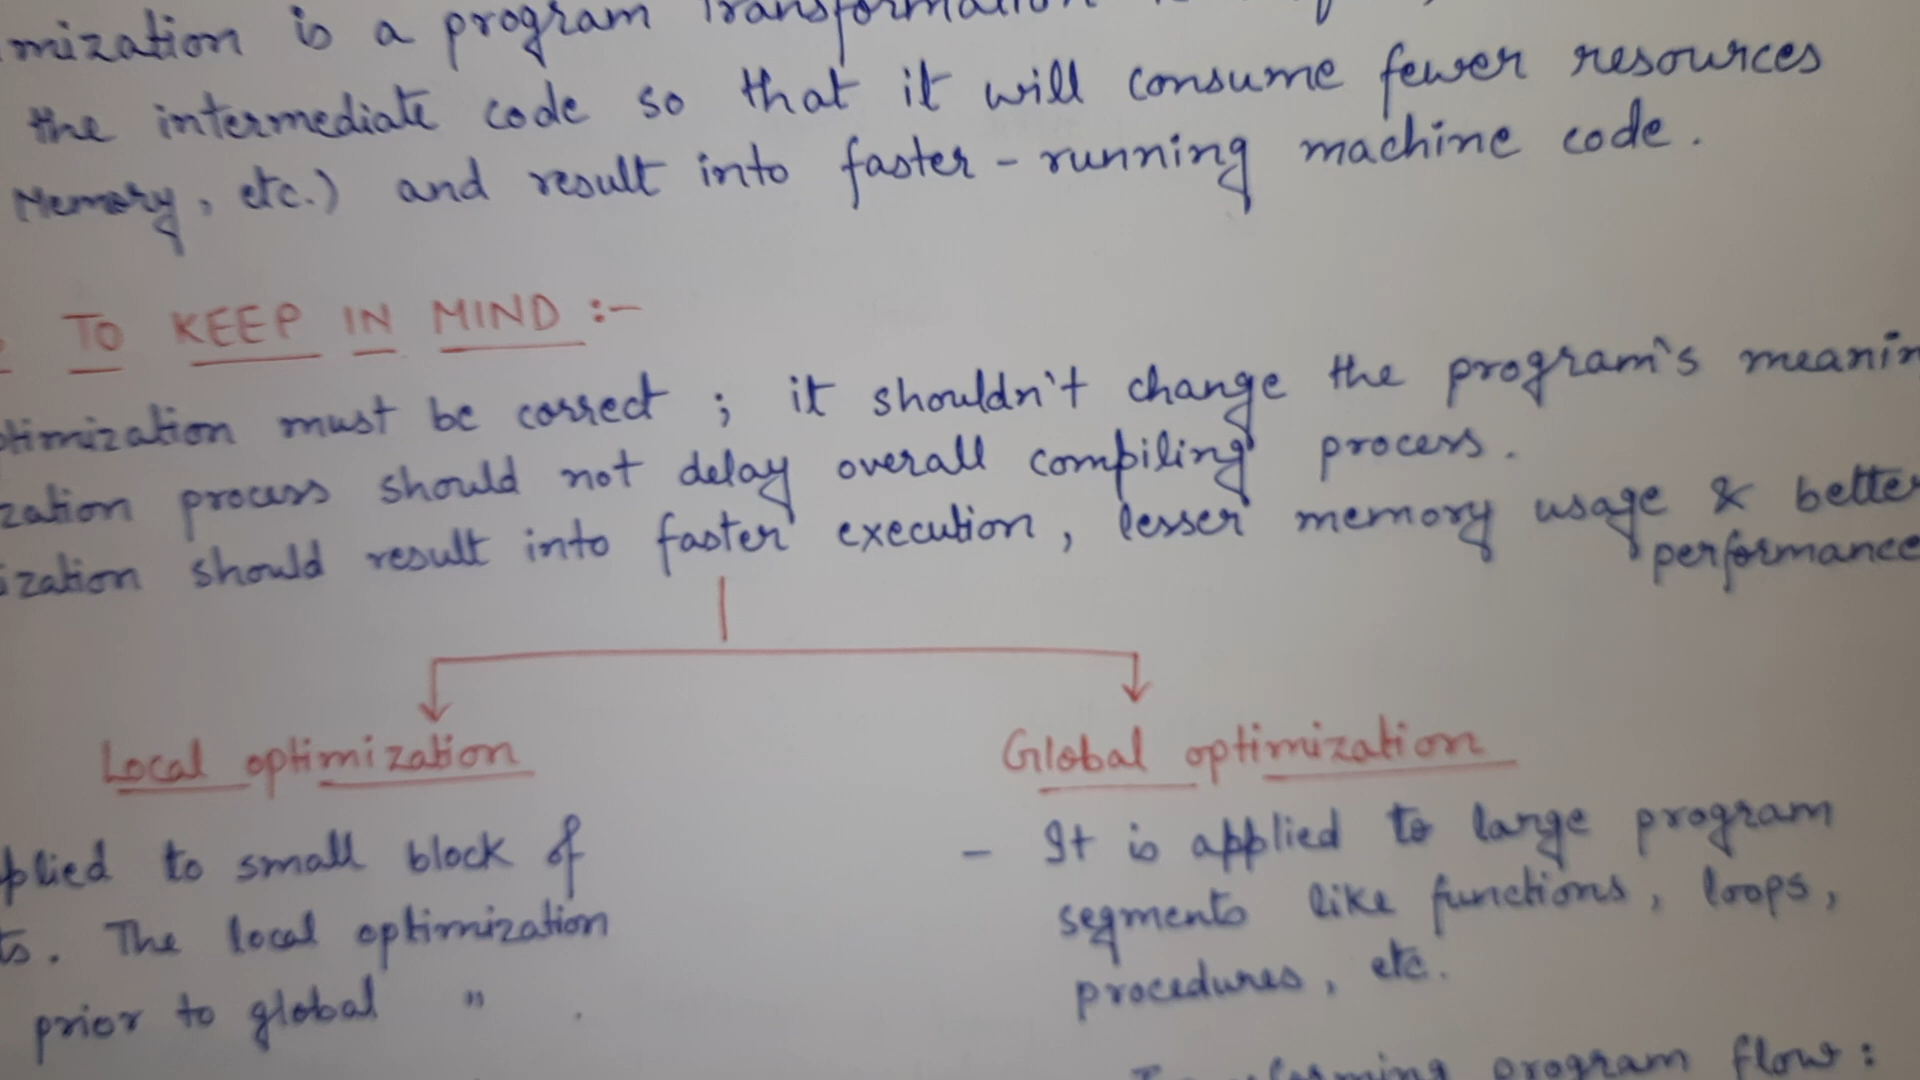 mization is a program
the intermediate code so that it will consume fewer resources
Memory, etc.) and result into faster - running machine code.
TO KEEP IN MIND :-
timization must be correct ; it shouldn't change the program's meanin
zation process should not delay overall compiling process.
ization should result into faster execution, lesser memory usage & better
performance
Local optimization
Global optimization
plied to small block of
ts. The local optimization
prior to global " .
- It is applied to large program
segments like functions, loops,
procedures, etc.
program flow :